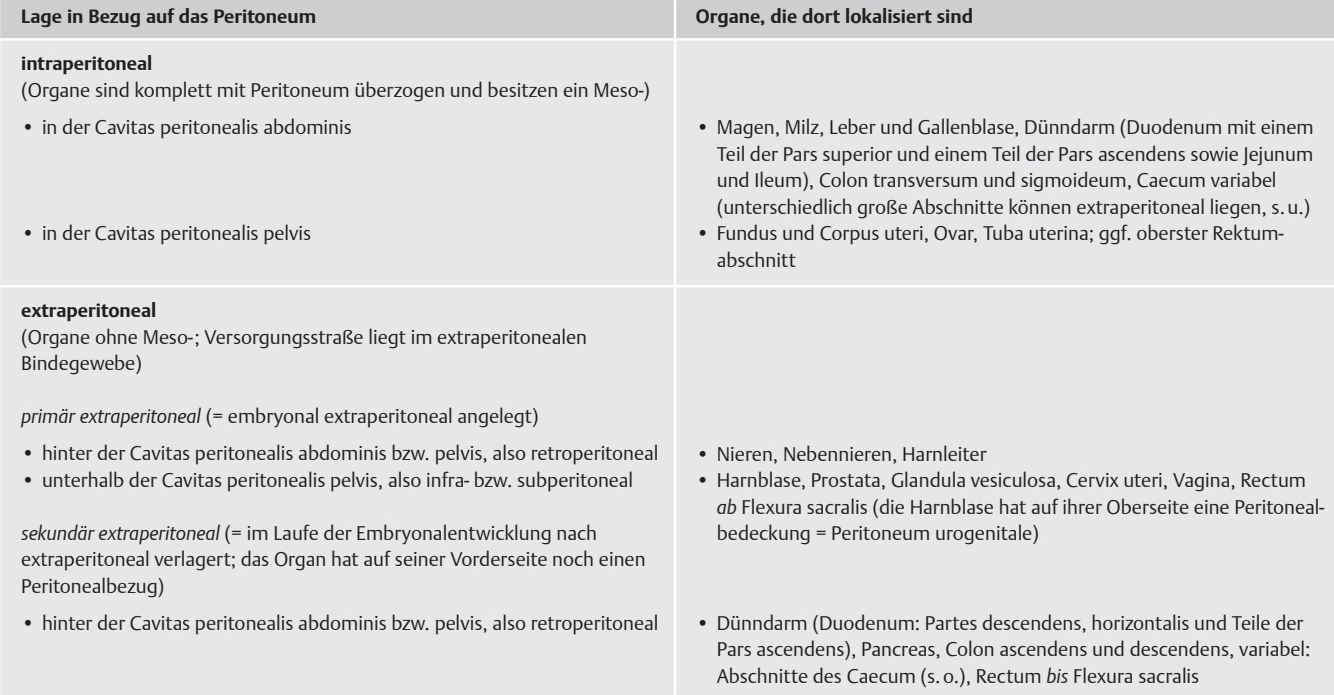 Lage in Bezug auf das Peritoneum
Organe, die dort lokalisiert sind
intraperitoneal
(Organe sind komplett mit Peritoneum überzogen und besitzen ein Meso-)
• in der Cavitas peritonealis abdominis
• Magen, Milz, Leber und Gallenblase, Dünndarm (Duodenum mit einem
Teil der Pars superior und einem Teil der Pars ascendens sowie Jejunum
und Ileum), Colon transversum und sigmoideum, Caecum variabel
(unterschiedlich große Abschnitte können extraperitoneal liegen, s. u.)
• in der Cavitas peritonealis pelvis
• Fundus und Corpus uteri, Ovar, Tuba uterina; ggf. oberster Rektum-
abschnitt
extraperitoneal
(Organe ohne Meso-; Versorgungsstraße liegt im extraperitonealen
Bindegewebe)
primär extraperitoneal (= embryonal extraperitoneal angelegt)
• hinter der Cavitas peritonealis abdominis bzw. pelvis, also retroperitoneal
• Nieren, Nebennieren, Harnleiter
• unterhalb der Cavitas peritonealis pelvis, also infra- bzw. subperitoneal
• Harnblase, Prostata, Glandula vesiculosa, Cervix uteri, Vagina, Rectum
ab Flexura sacralis (die Harnblase hat auf ihrer Oberseite eine Peritoneal-
bedeckung = Peritoneum urogenitale)
sekundär extraperitoneal (= im Laufe der Embryonalentwicklung nach
extraperitoneal verlagert; das Organ hat auf seiner Vorderseite noch einen
Peritonealbezug)
• hinter der Cavitas peritonealis abdominis bzw. pelvis, also retroperitoneal
• Dünndarm (Duodenum: Partes descendens, horizontalis und Teile der
Pars ascendens), Pancreas, Colon ascendens und descendens, variabel:
Abschnitte des Caecum (s. o.), Rectum bis Flexura sacralis